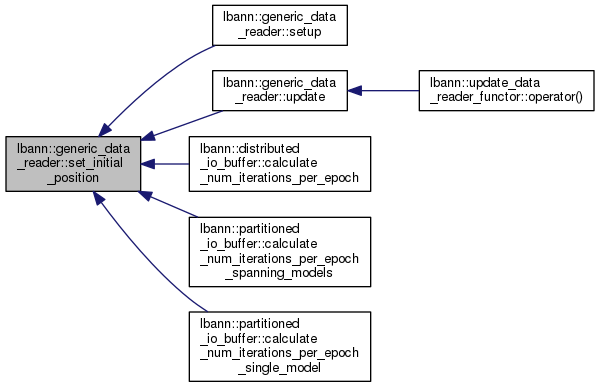 lbann::generic_data
_reader::set_initial
_position
lbann::generic_data
_reader::setup
lbann::generic_data
_reader::update
lbann::update_data
_reader_functor::operator()
lbann::distributed
_io_buffer::calculate
_num_iterations_per_epoch
lbann::partitioned
_io_buffer::calculate
_num_iterations_per_epoch
_spanning_models
lbann::partitioned
_io_buffer::calculate
_num_iterations_per_epoch
_single_model